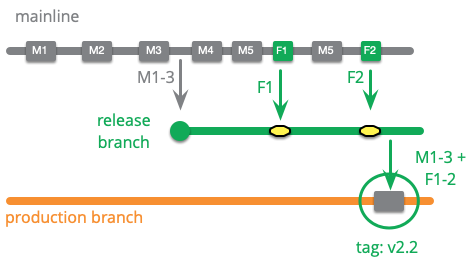 mainline
M1 M2 M3 M4 M5 F1 M5 F2
M1-3
F1
F2
release
branch
M1-3 +
F1-2
production branch
tag: v2.2